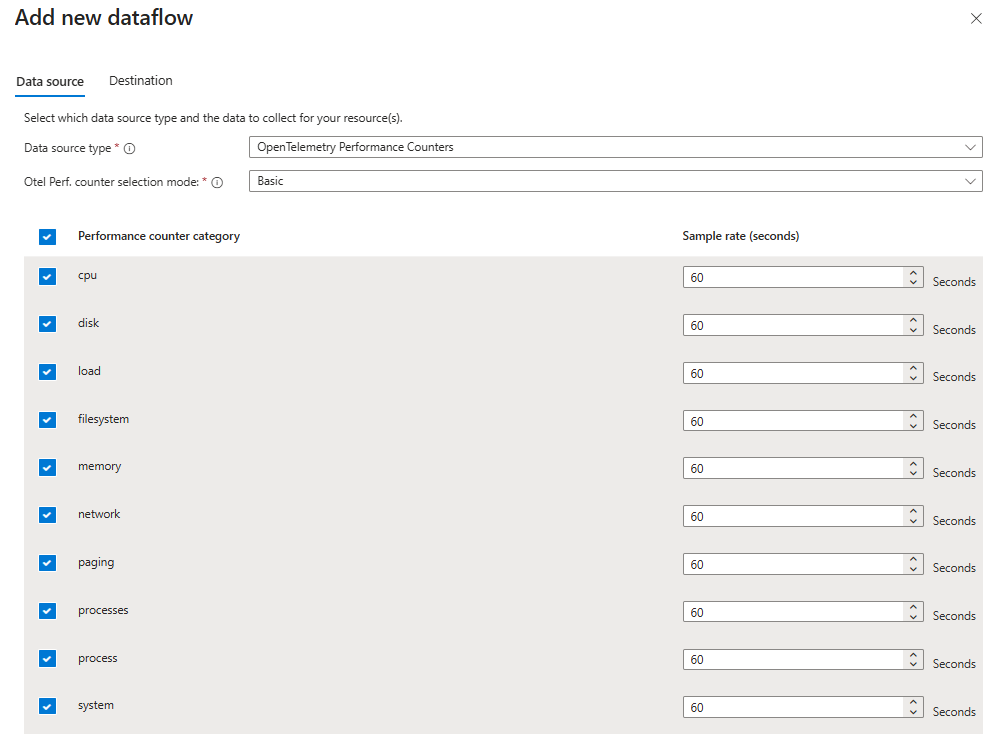 Add new dataflow
Data source Destination
Select which data source type and the data to collect for your resource(s).
Data source type * OpenTelemetry Performance Counters
Otel Perf. counter selection mode: * Basic
Performance counter category Sample rate (seconds)
cpu 60 Seconds
disk 60 Seconds
load 60 Seconds
filesystem 60 Seconds
memory 60 Seconds
network 60 Seconds
paging 60 Seconds
processes 60 Seconds
process 60 Seconds
system 60 Seconds